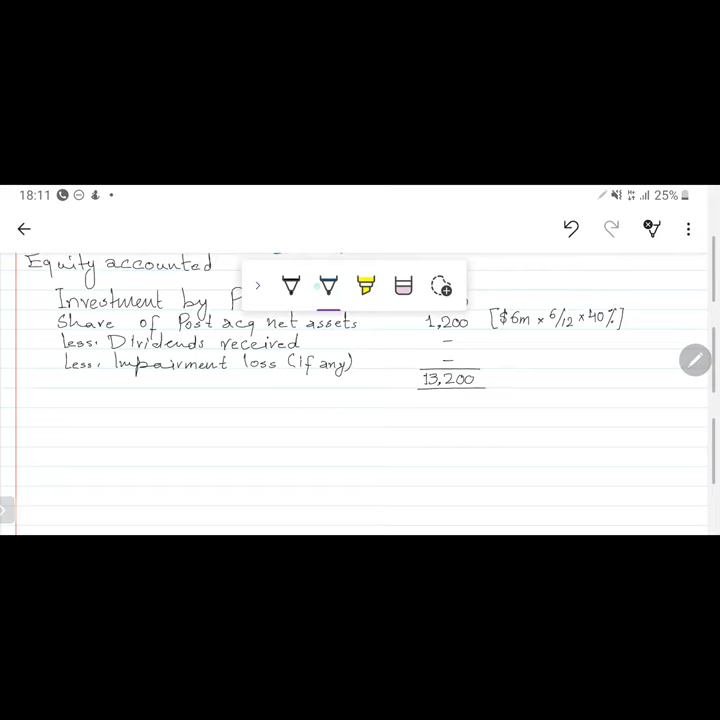 18:11 25%
Equity accounted
Investment by P
Share of Post acq net assets 1,200 [$6m × 6/12 × 40%]
less. Dividends received –
Less. Impairment loss (if any) –
13,200